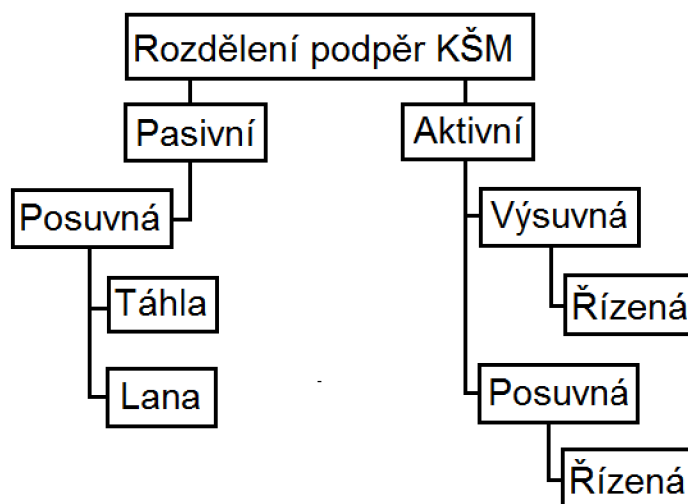 Rozdělení podpěr KŠM
Pasivní
Aktivní
Posuvná
Výsuvná
Táhla
Řízená
Lana
Posuvná
Řízená